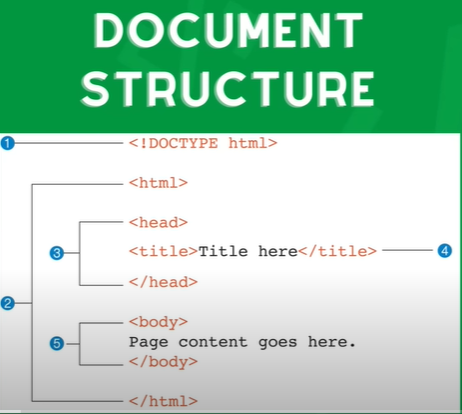 DOCUMENT
STRUCTURE
1 <!DOCTYPE html>
<html>
<head>
3 <title>Title here</title> 4
</head>
2
<body>
5 Page content goes here.
</body>
</html>